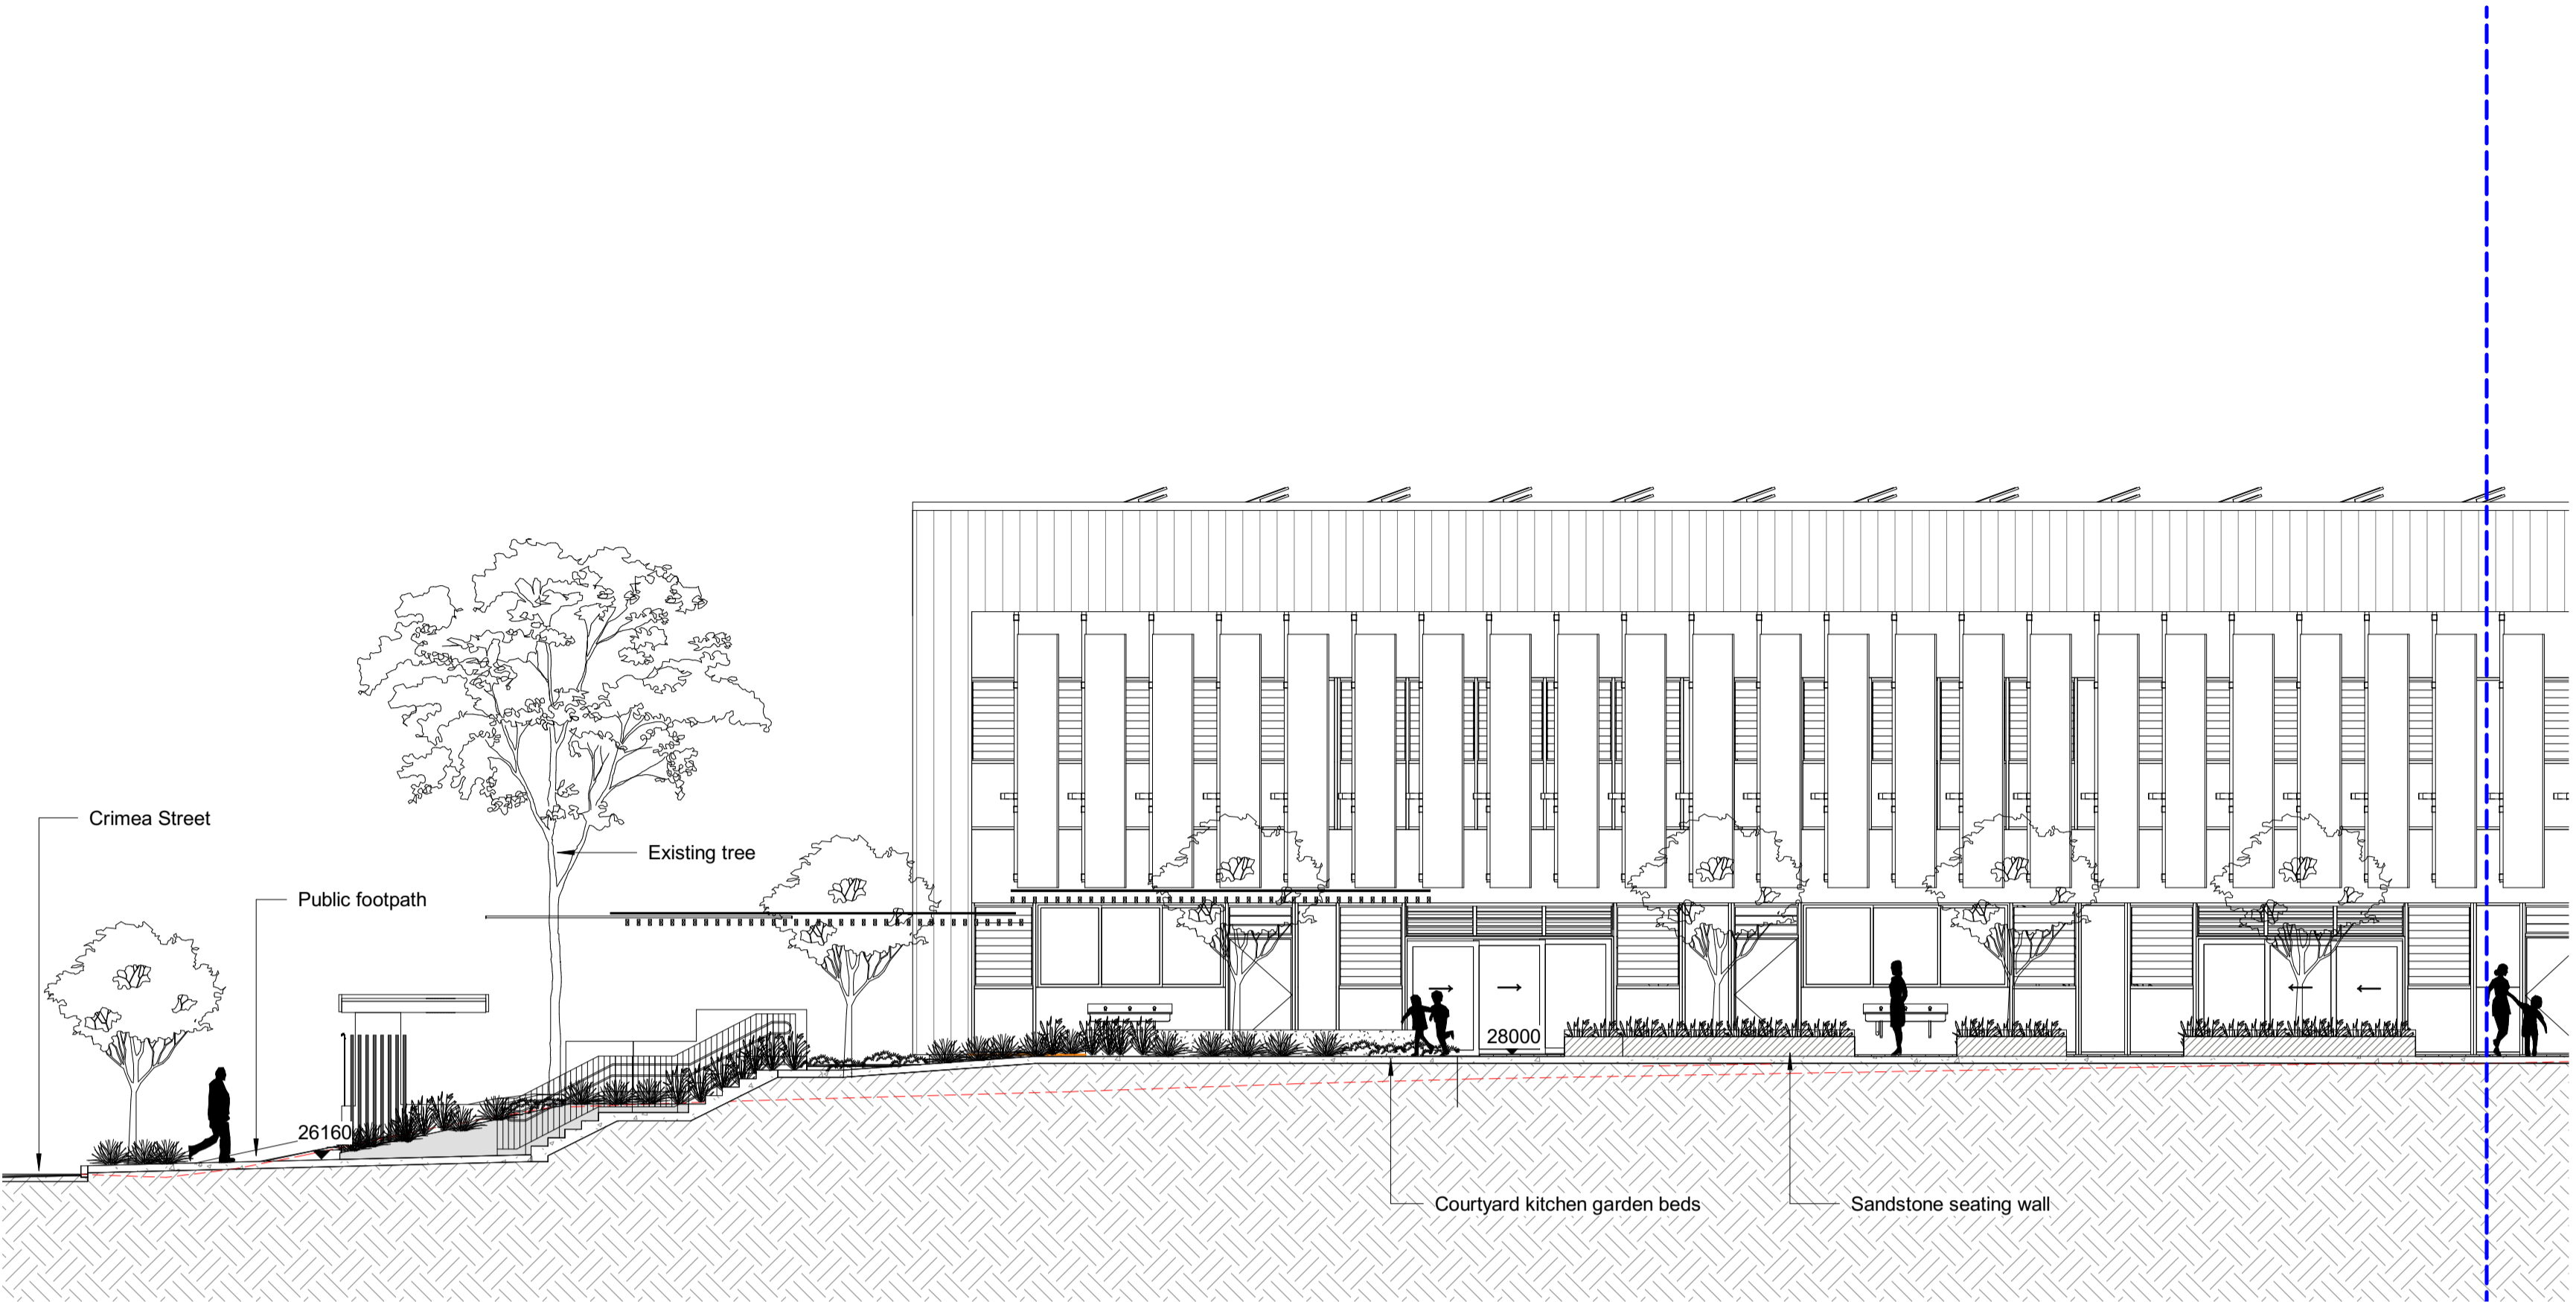 Crimea Street
Existing tree
Public footpath
28000
26160
Courtyard kitchen garden beds
Sandstone seating wall